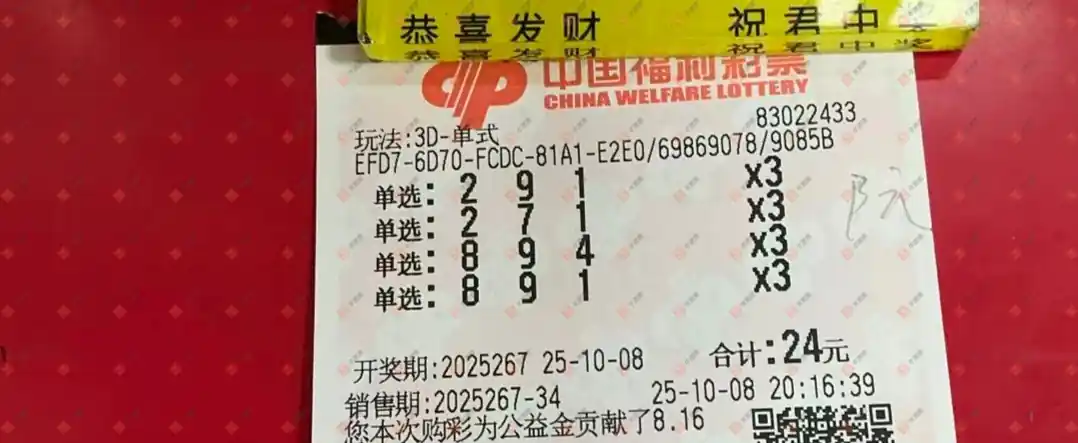 恭喜发财 祝君中奖
中国福利彩票
CHINA WELFARE LOTTERY
83022433
玩法:3D-单式
EFD7-6D70-FCDC-81A1-E2E0/69869078/9085B
单选: 2 9 1 x3
单选: 2 7 1 x3
单选: 8 9 4 x3
单选: 8 9 1 x3
开奖期:2025267 25-10-08 合计:24元
销售期:2025267-34 25-10-08 20:16:39
您本次购彩为公益金贡献了8.16